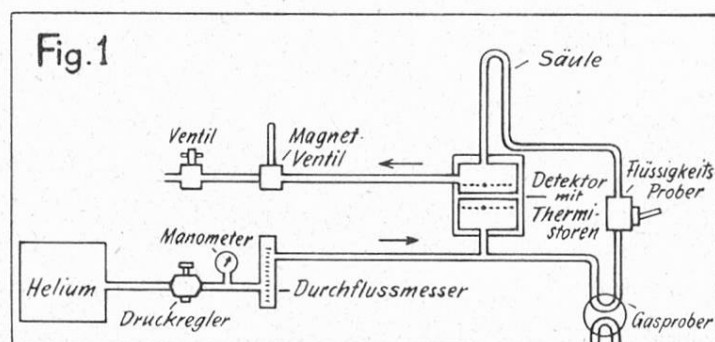 Fig. 1
Säule
Ventil
Magnet-
Ventil
Flüssigkeits
Prober
Detektor
mit
Thermi-
storen
Manometer
Helium
Durchflussmesser
Druckregler
Gasprober